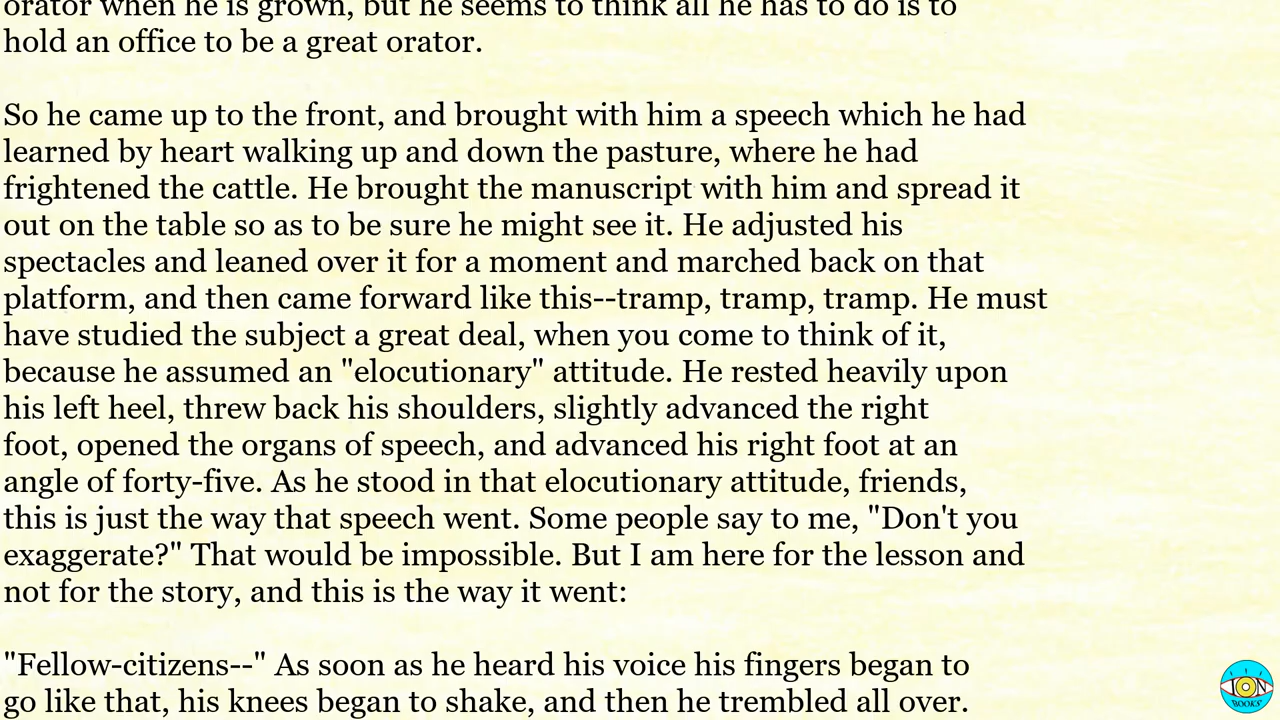 orator when he is grown, but he seems to think all he has to do is to
hold an office to be a great orator.
So he came up to the front, and brought with him a speech which he had
learned by heart walking up and down the pasture, where he had
frightened the cattle. He brought the manuscript with him and spread it
out on the table so as to be sure he might see it. He adjusted his
spectacles and leaned over it for a moment and marched back on that
platform, and then came forward like this--tramp, tramp, tramp. He must
have studied the subject a great deal, when you come to think of it,
because he assumed an "elocutionary" attitude. He rested heavily upon
his left heel, threw back his shoulders, slightly advanced the right
foot, opened the organs of speech, and advanced his right foot at an
angle of forty-five. As he stood in that elocutionary attitude, friends,
this is just the way that speech went. Some people say to me, "Don't you
exaggerate?" That would be impossible. But I am here for the lesson and
not for the story, and this is the way it went:
"Fellow-citizens--" As soon as he heard his voice his fingers began to
go like that, his knees began to shake, and then he trembled all over.
ION
BOOKS